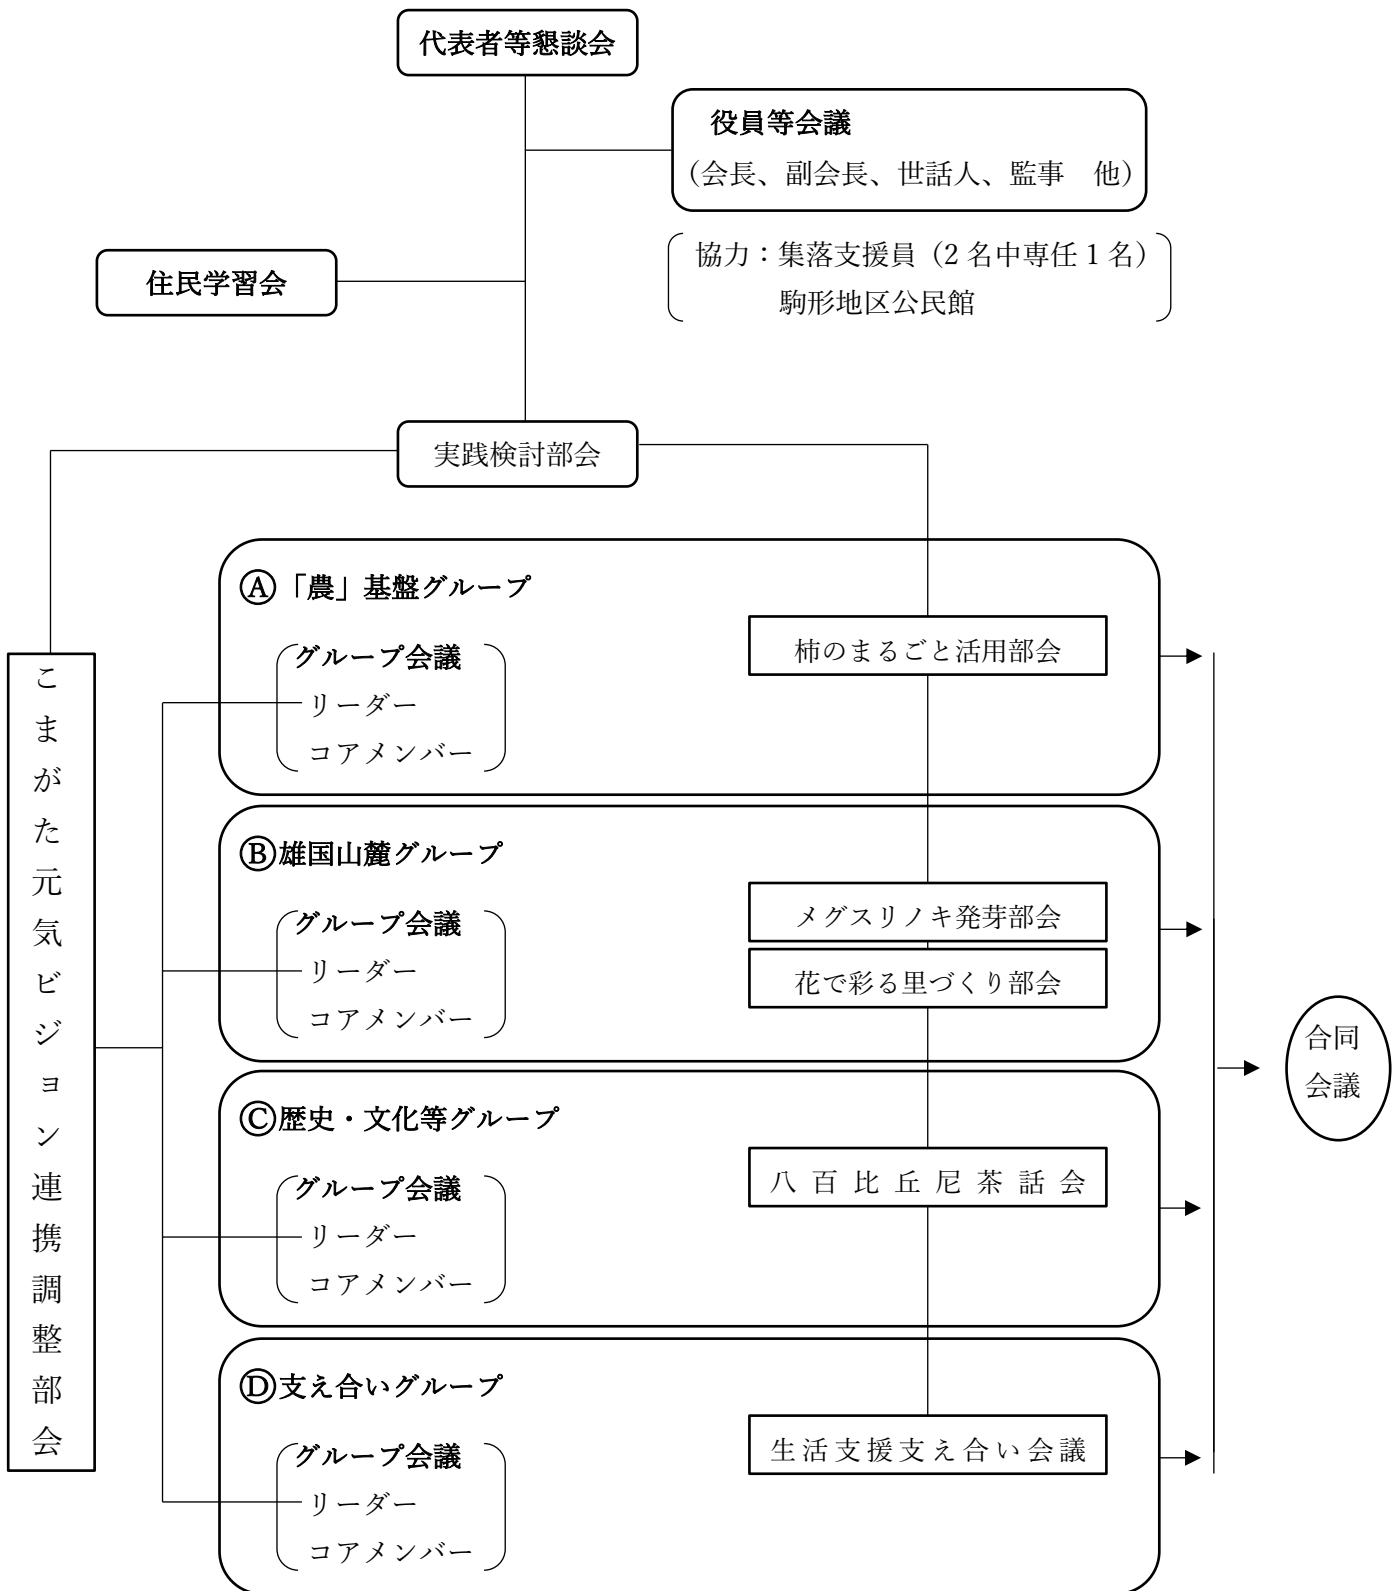 代表者等懇談会
役員等会議
（会長、副会長、世話人、監事　他）
協力：集落支援員（2 名中専任 1 名）
駒形地区公民館
住民学習会
実践検討部会
こまがた元気ビジョン連携調整部会
Ⓐ「農」基盤グループ
グループ会議
リーダー
コアメンバー
柿のまるごと活用部会
Ⓑ雄国山麓グループ
グループ会議
リーダー
コアメンバー
メグスリノキ発芽部会
花で彩る里づくり部会
Ⓒ歴史・文化等グループ
グループ会議
リーダー
コアメンバー
八百比丘尼茶話会
Ⓓ支え合いグループ
グループ会議
リーダー
コアメンバー
生活支援支え合い会議
合同
会議